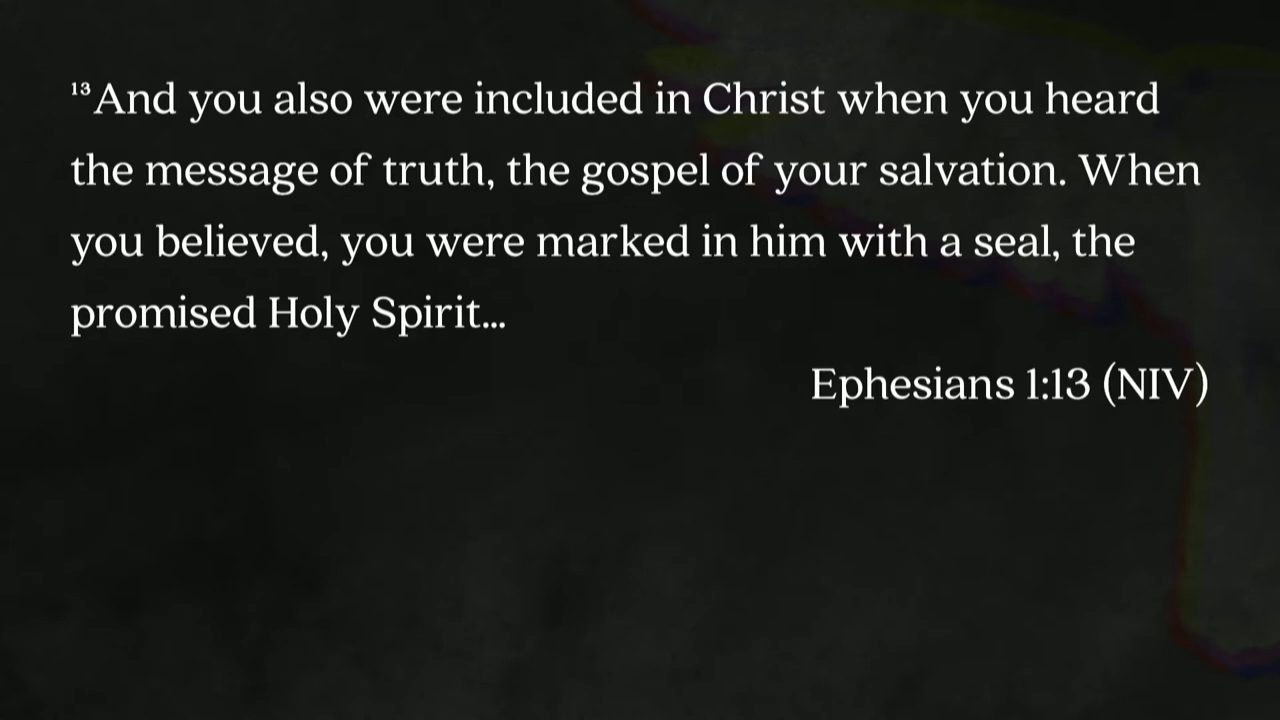 ¹³And you also were included in Christ when you heard
the message of truth, the gospel of your salvation. When
you believed, you were marked in him with a seal, the
promised Holy Spirit...
Ephesians 1:13 (NIV)